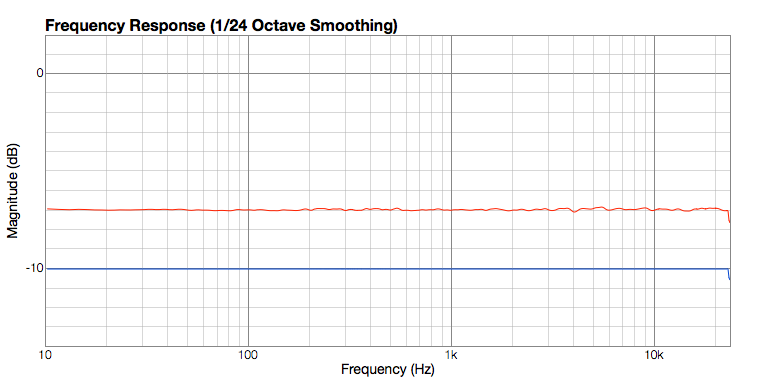 Frequency Response (1/24 Octave Smoothing)
0
Magnitude (dB)
-10
10 100 1k 10k
Frequency (Hz)